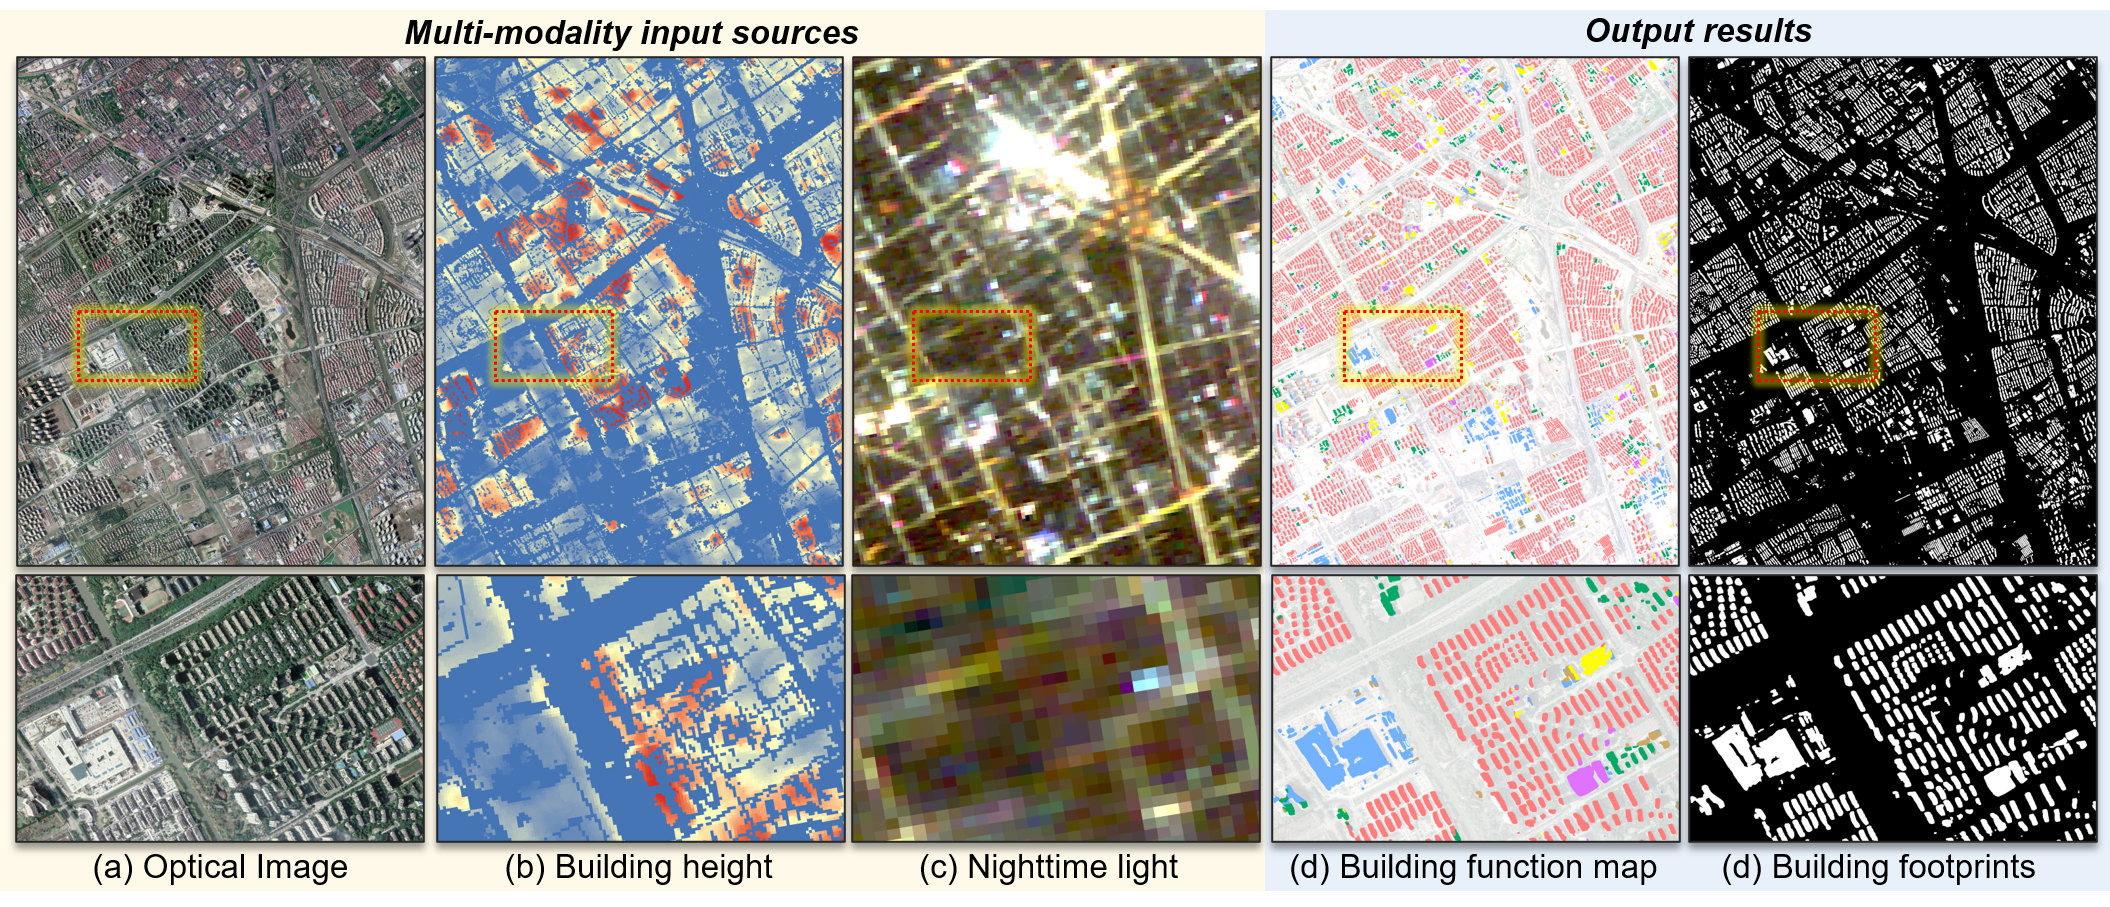 Multi-modality input sources
Output results
(a) Optical Image
(b) Building height
(c) Nighttime light
(d) Building function map
(d) Building footprints